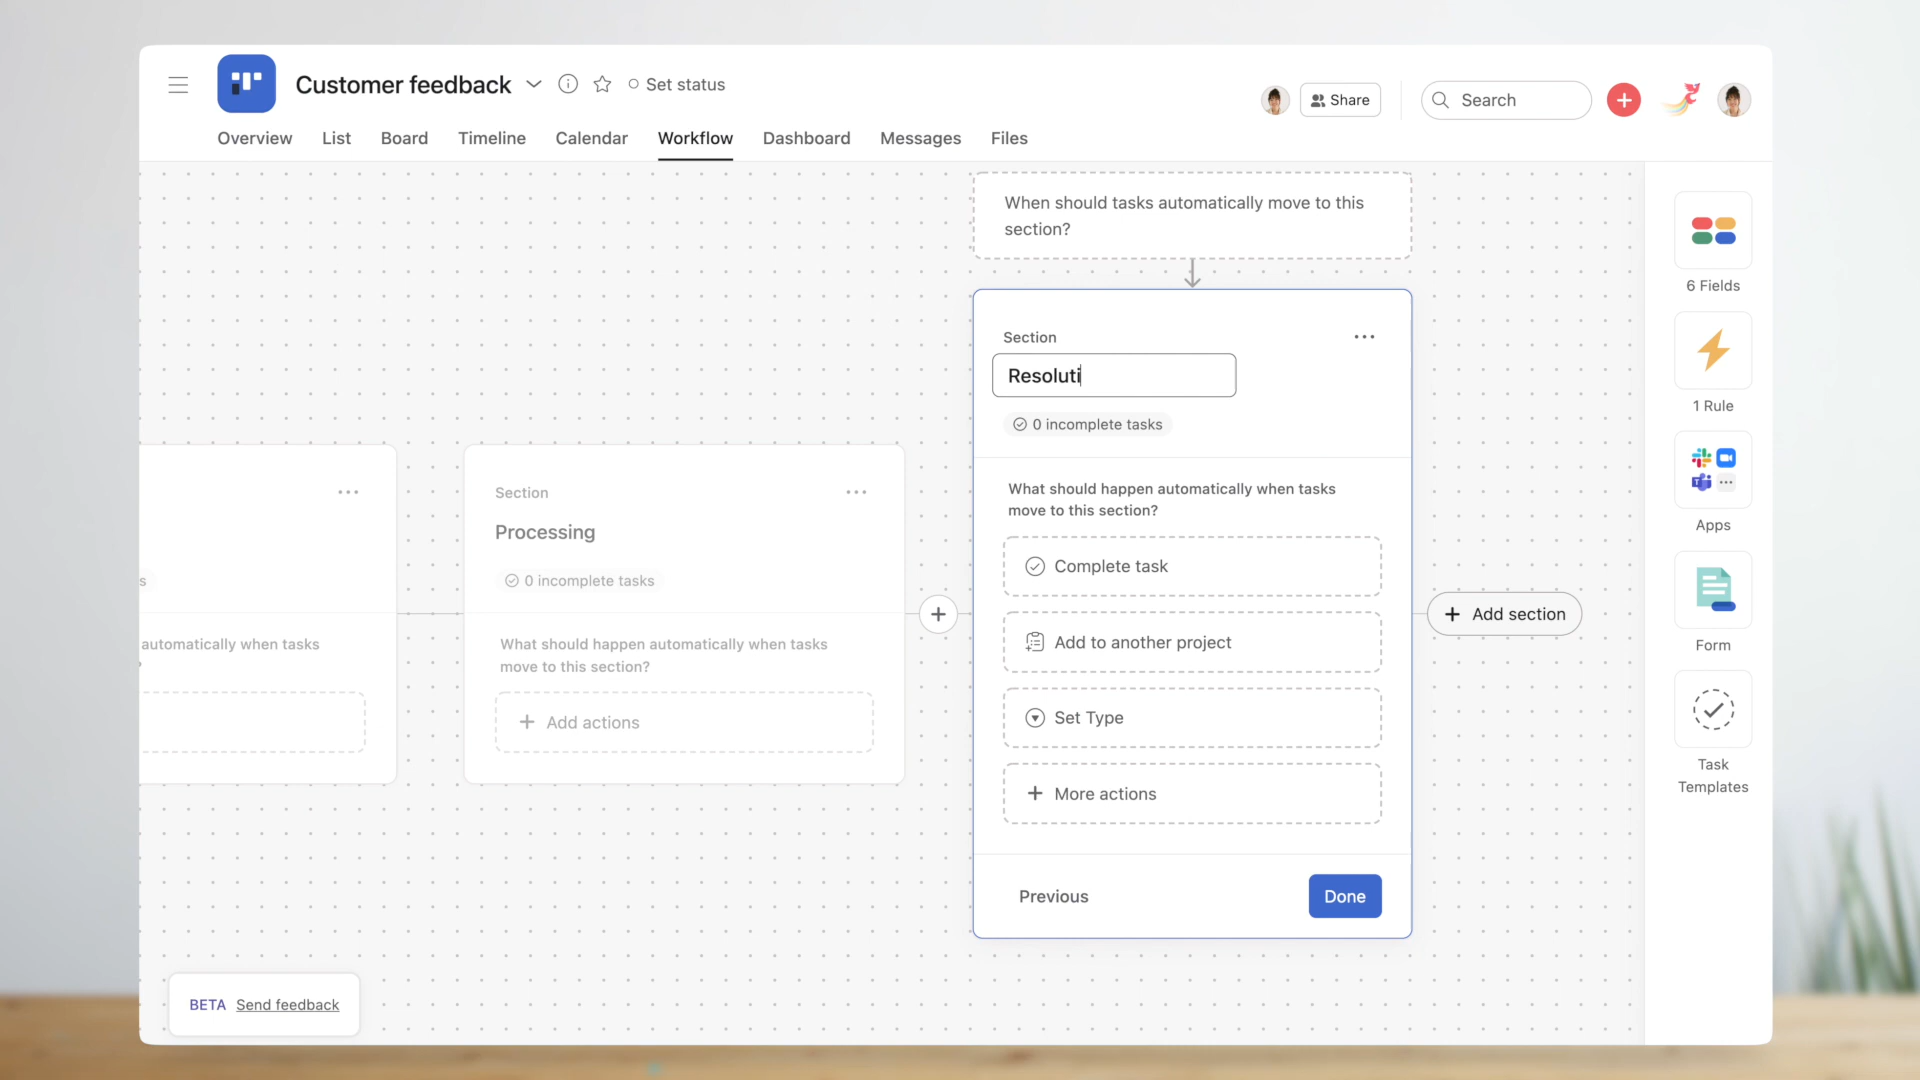 Customer feedback
Set status
Share
Search
Overview
List
Board
Timeline
Calendar
Workflow
Dashboard
Messages
Files
When should tasks automatically move to this
section?
Section
Resoluti
0 incomplete tasks
What should happen automatically when tasks
move to this section?
Complete task
Add to another project
Set Type
More actions
Previous
Done
s
automatically when tasks
Section
Processing
0 incomplete tasks
What should happen automatically when tasks
move to this section?
Add actions
Add section
6 Fields
1 Rule
Apps
Form
Task
Templates
BETA Send feedback